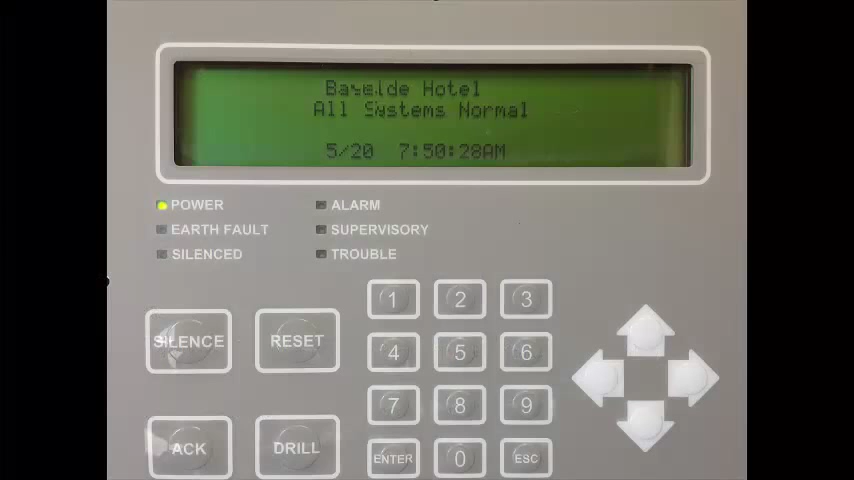 Bayside Hotel
All Systems Normal
5/20 7:50:28AM
POWER ALARM
EARTH FAULT SUPERVISORY
SILENCED TROUBLE
1 2 3
SILENCE RESET
4 5 6
7 8 9
ACK DRILL
ENTER 0 ESC